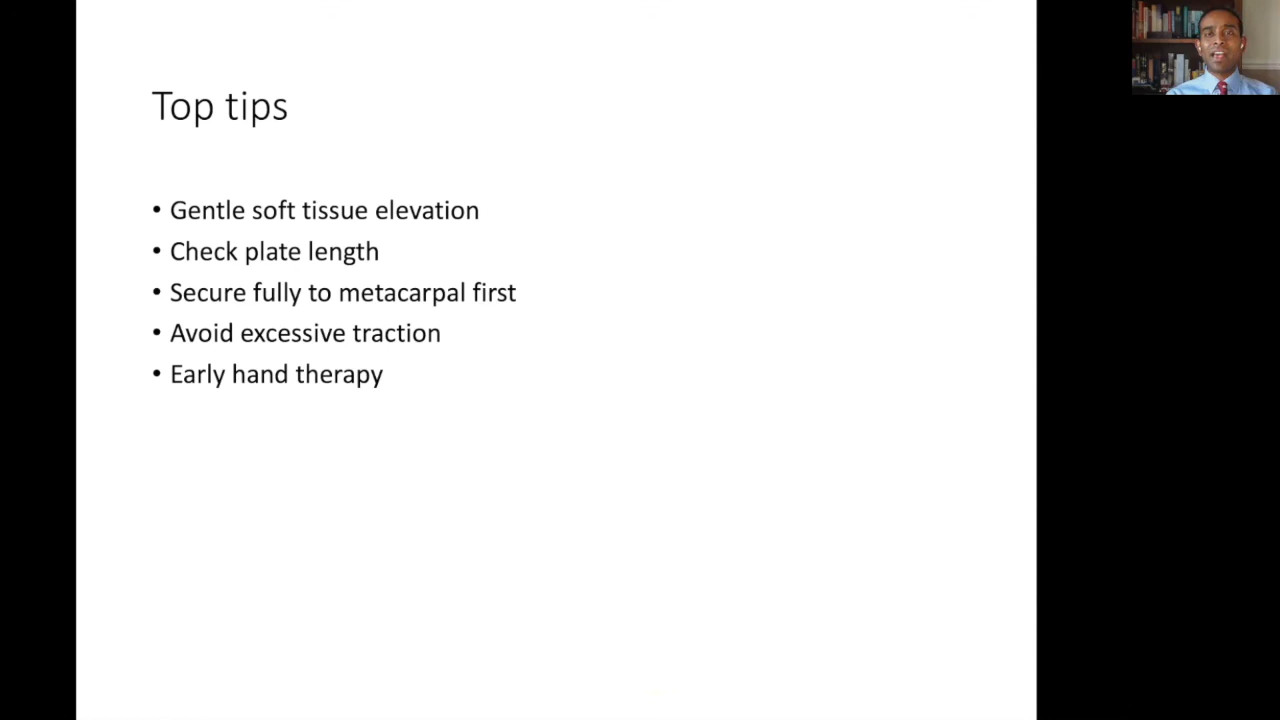 Top tips
• Gentle soft tissue elevation
• Check plate length
• Secure fully to metacarpal first
• Avoid excessive traction
• Early hand therapy